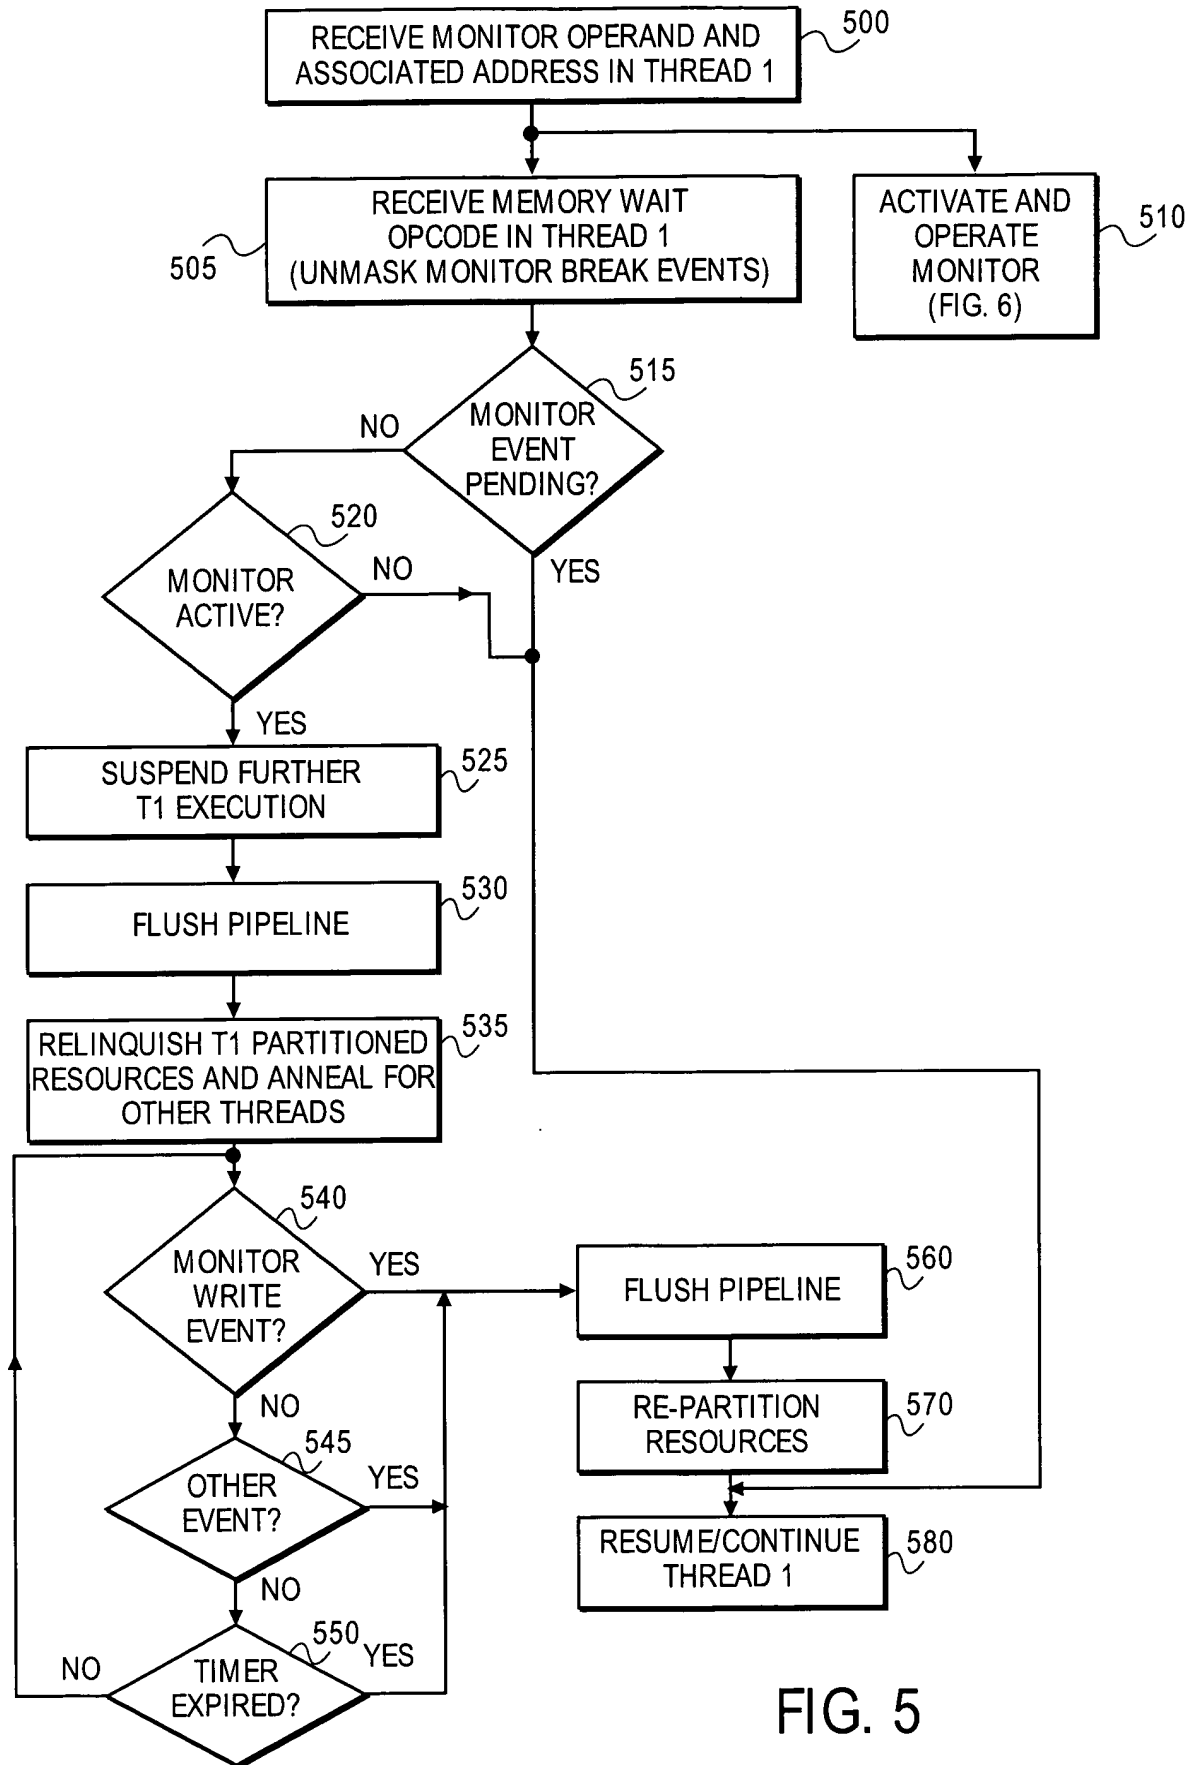 RECEIVE MONITOR OPERAND AND
ASSOCIATED ADDRESS IN THREAD 1
500
RECEIVE MEMORY WAIT
OPCODE IN THREAD 1
(UNMASK MONITOR BREAK EVENTS)
505
ACTIVATE AND
OPERATE
MONITOR
(FIG. 6)
510
MONITOR
EVENT
PENDING?
515
NO
YES
MONITOR
ACTIVE?
520
NO
YES
SUSPEND FURTHER
T1 EXECUTION
525
FLUSH PIPELINE
530
RELINQUISH T1 PARTITIONED
RESOURCES AND ANNEAL FOR
OTHER THREADS
535
MONITOR
WRITE
EVENT?
540
YES
NO
OTHER
EVENT?
545
YES
NO
TIMER
EXPIRED?
550
YES
NO
FLUSH PIPELINE
560
RE-PARTITION
RESOURCES
570
RESUME/CONTINUE
THREAD 1
580
FIG. 5